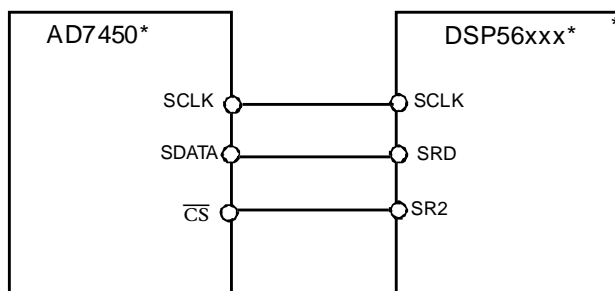 AD7450*
DSP56xxx*
*
SCLK
SCLK
SDATA
SRD
CS
SR2